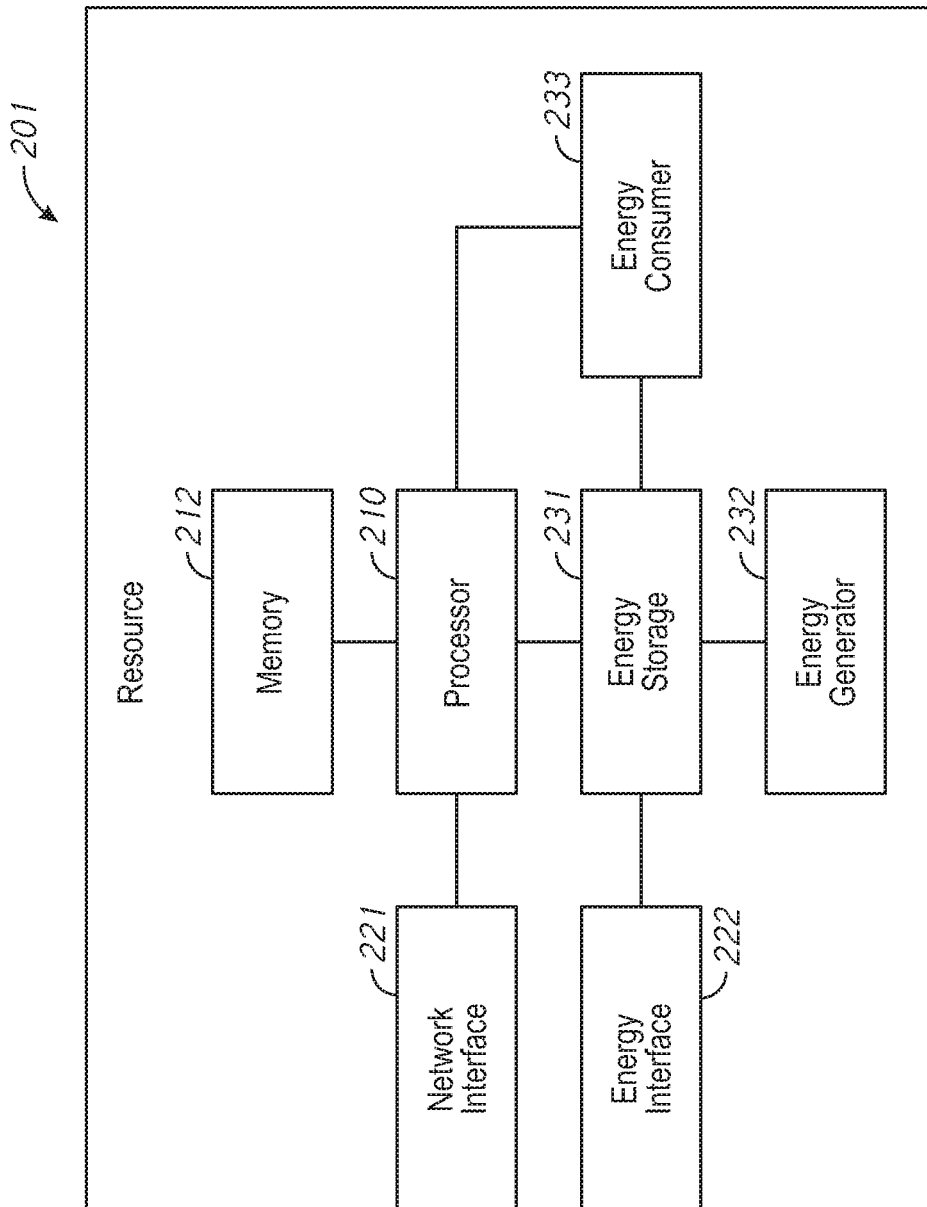 201
Resource
212
Memory
221
Network
Interface
210
Processor
222
Energy
Interface
231
Energy
Storage
233
Energy
Consumer
232
Energy
Generator